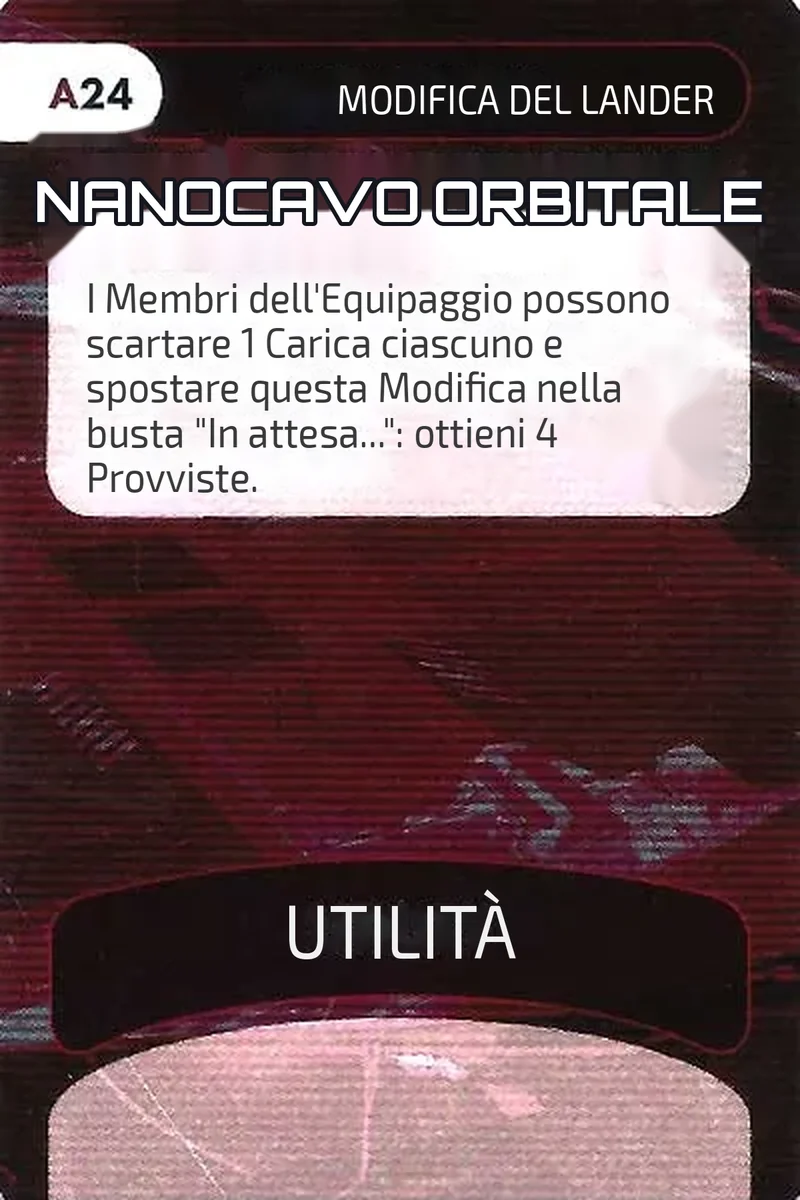 A24
MODIFICA DEL LANDER
NANOCAVO ORBITALE
I Membri dell'Equipaggio possono
scartare 1 Carica ciascuno e
spostare questa Modifica nella
busta "In attesa...": ottieni 4
Provviste.
UTILITÀ